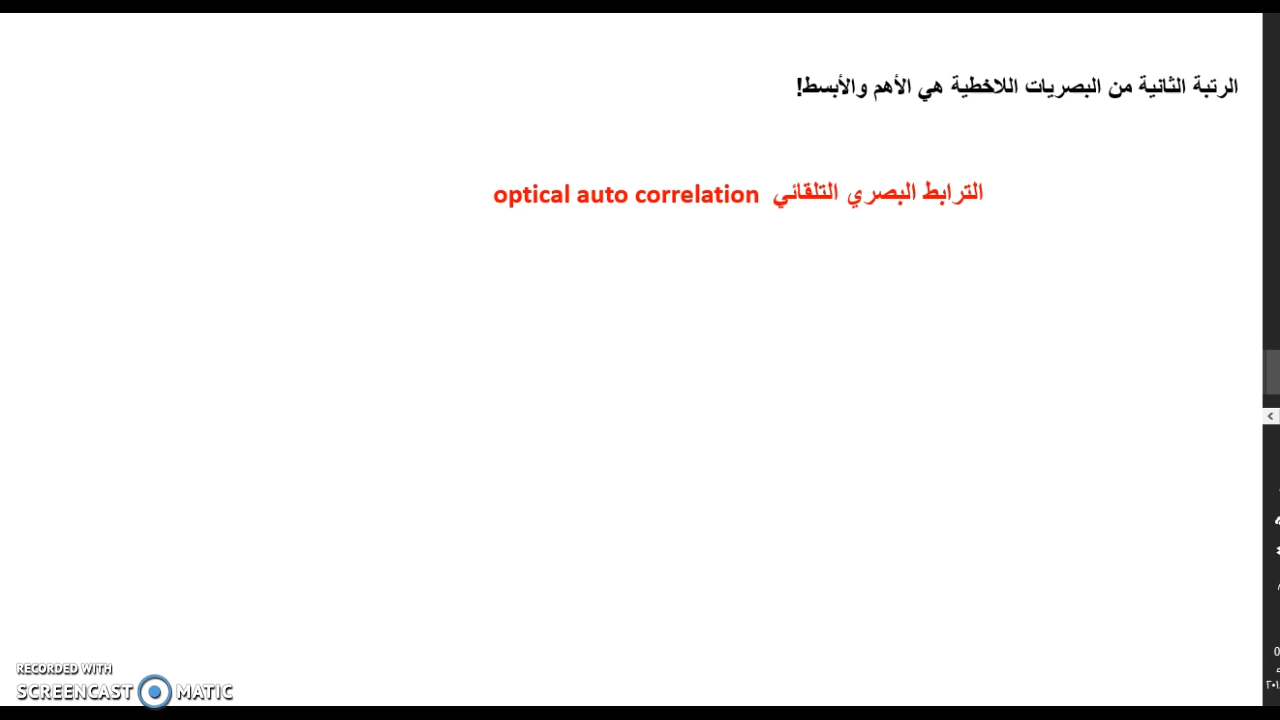 الرتبة الثانية من البصريات اللاخطية هي الأهم والأبسط!
الترابط البصري التلقائي optical auto correlation
RECORDED WITH
SCREENCAST MATIC